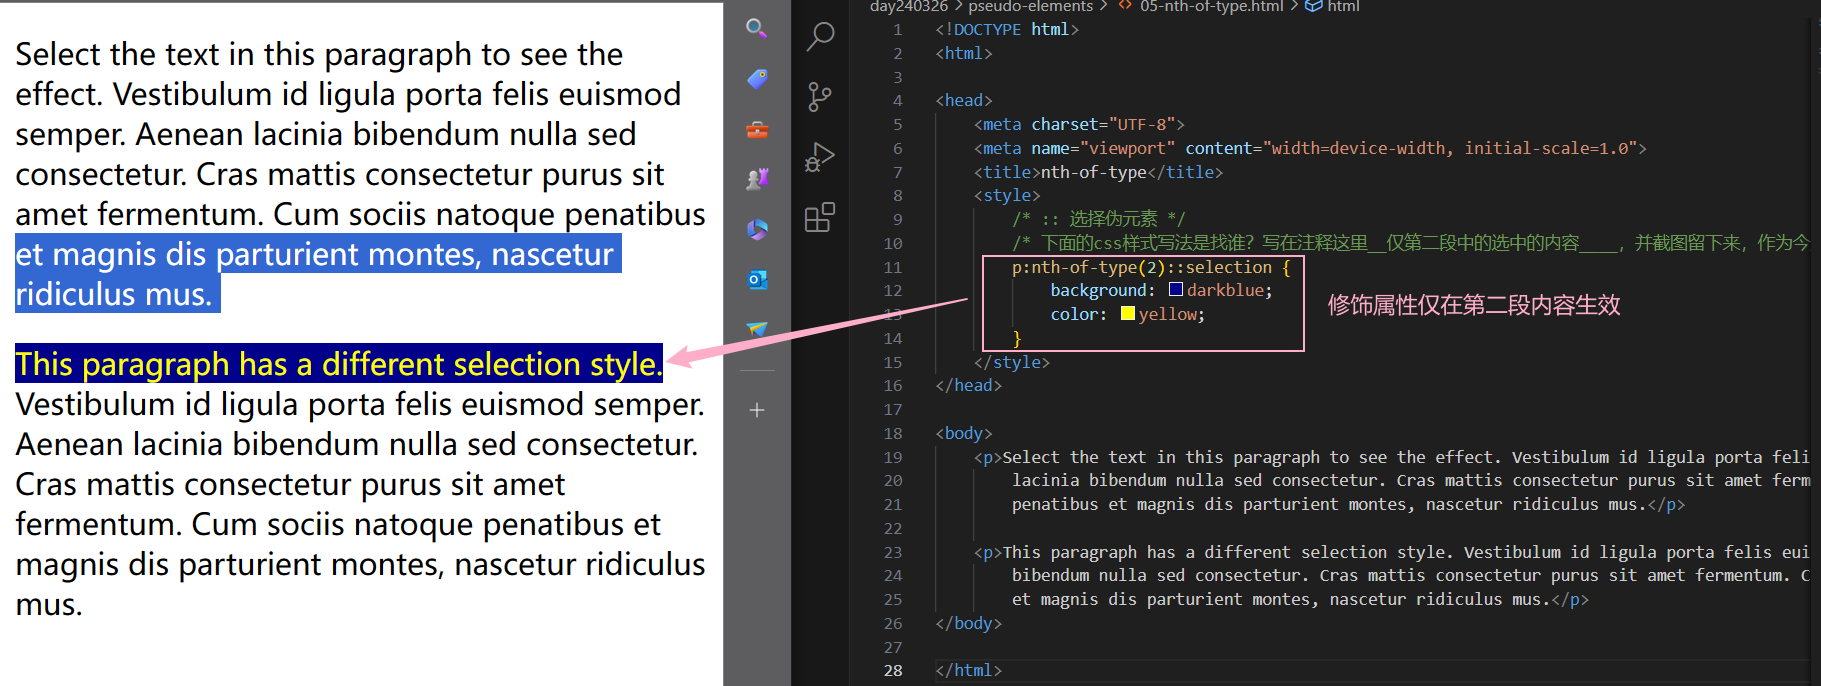 Select the text in this paragraph to see the
effect. Vestibulum id ligula porta felis euismod
semper. Aenean lacinia bibendum nulla sed
consectetur. Cras mattis consectetur purus sit
amet fermentum. Cum sociis natoque penatibus
et magnis dis parturient montes, nascetur
ridiculus mus.
This paragraph has a different selection style.
Vestibulum id ligula porta felis euismod semper.
Aenean lacinia bibendum nulla sed consectetur.
Cras mattis consectetur purus sit amet
fermentum. Cum sociis natoque penatibus et
magnis dis parturient montes, nascetur ridiculus
mus.
day240326 > pseudo-elements > <> 05-nth-of-type.html > html
1 <!DOCTYPE html>
2 <html>
3
4 <head>
5 <meta charset="UTF-8">
6 <meta name="viewport" content="width=device-width, initial-scale=1.0">
7 <title>nth-of-type</title>
8 <style>
9 /* :: 选择伪元素 */
10 /* 下面的css样式写法是找谁？写在注释这里__仅第二段中的选中的内容____，并截图留下来，作为今
11 p:nth-of-type(2)::selection {
12 background: darkblue;
13 color: yellow;
14 }
15 </style>
16 </head>
17
18 <body>
19 <p>Select the text in this paragraph to see the effect. Vestibulum id ligula porta feli
20 lacinia bibendum nulla sed consectetur. Cras mattis consectetur purus sit amet ferm
21 penatibus et magnis dis parturient montes, nascetur ridiculus mus.</p>
22
23 <p>This paragraph has a different selection style. Vestibulum id ligula porta felis eui
24 bibendum nulla sed consectetur. Cras mattis consectetur purus sit amet fermentum. C
25 et magnis dis parturient montes, nascetur ridiculus mus.</p>
26 </body>
27
28 </html>
修饰属性仅在第二段内容生效